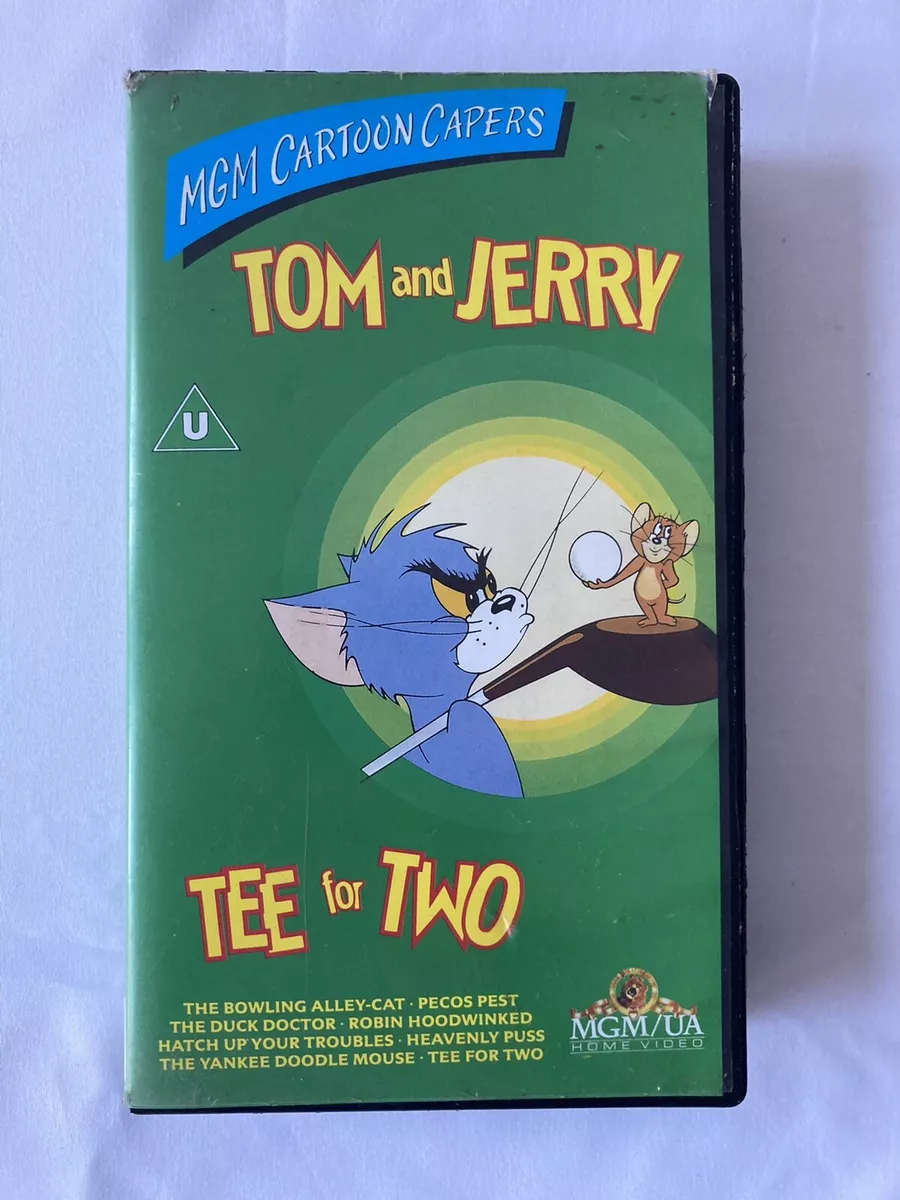 MGM CARTOON CAPERS
TOM and JERRY
U
TEE for TWO
THE BOWLING ALLEY-CAT · PECOS PEST
THE DUCK DOCTOR · ROBIN HOODWINKED
HATCH UP YOUR TROUBLES · HEAVENLY PUSS
THE YANKEE DOODLE MOUSE · TEE FOR TWO
MGM/UA
HOME VIDEO